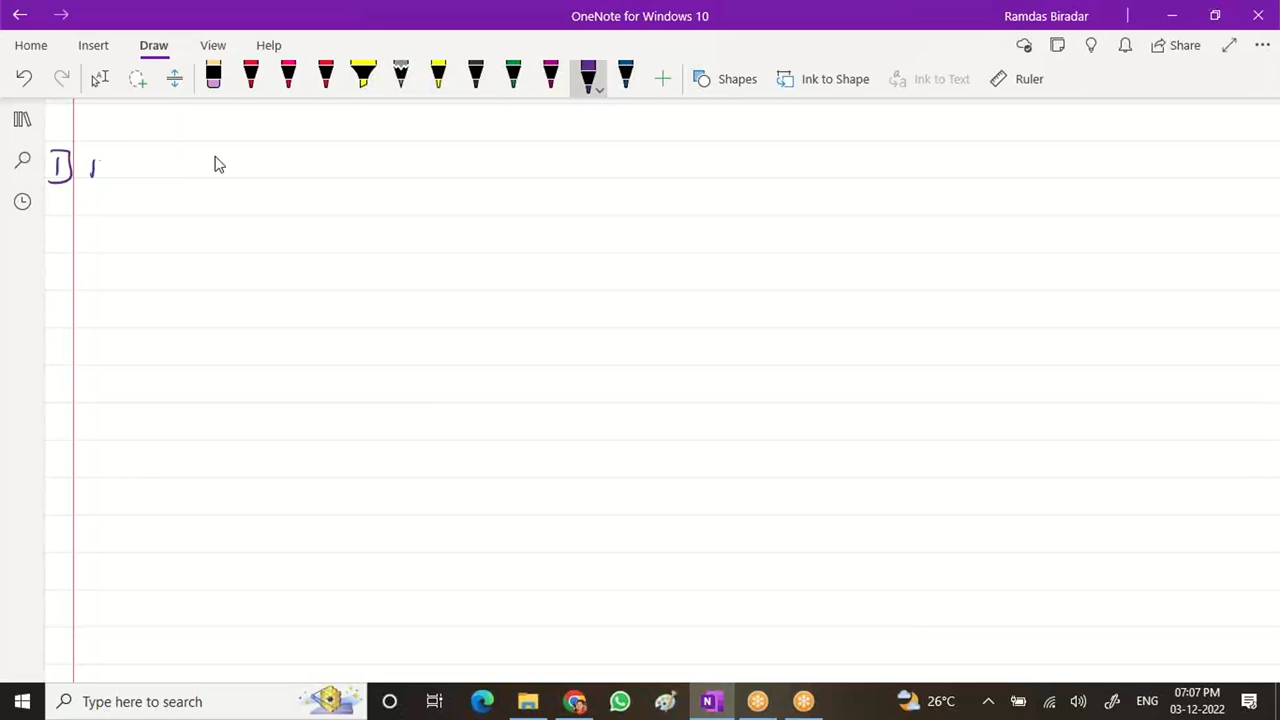 OneNote for Windows 10
Ramdas Biradar
Home Insert Draw View Help
Share
Shapes Ink to Shape Ink to Text Ruler
1]
Type here to search
26°C
ENG
07:07 PM
03-12-2022